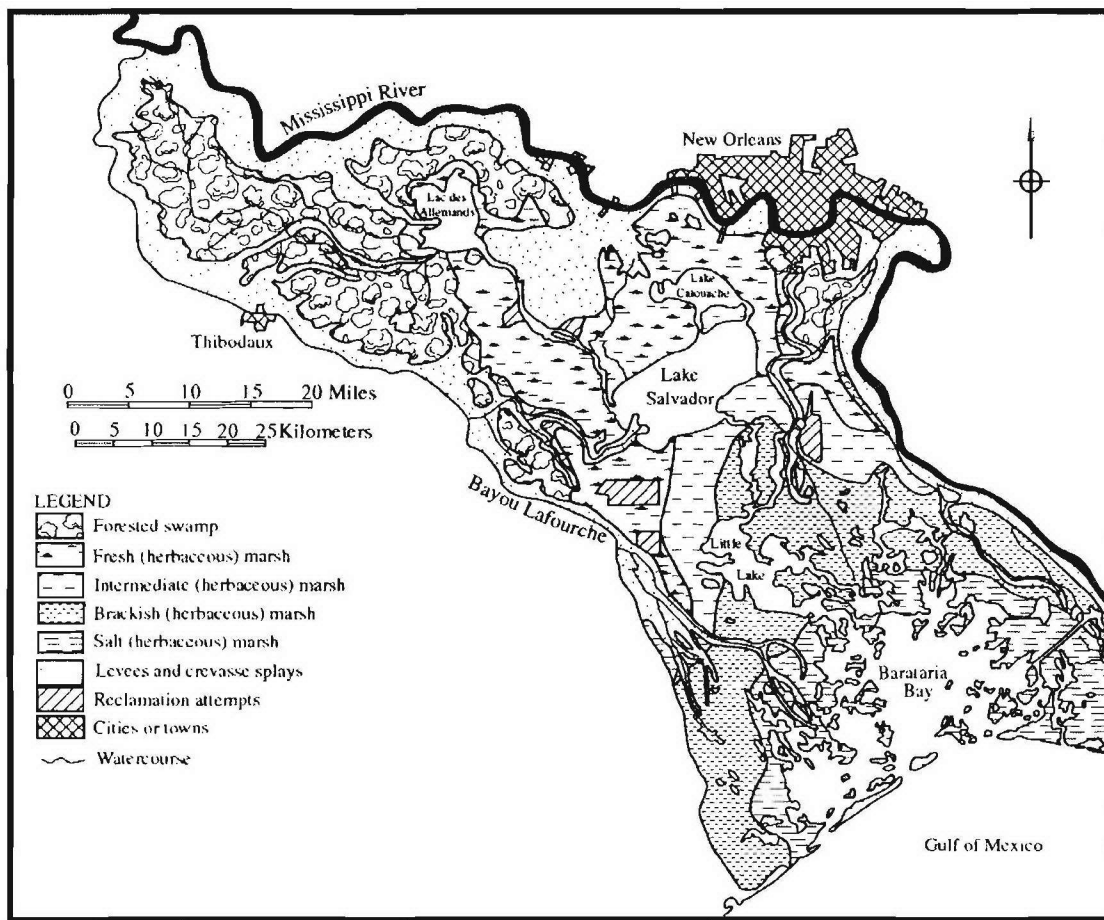 Mississippi River
New Orleans
Lac des
Allemands
Lake
Cataouache
Thibodaux
Lake
Salvador
0 5 10 15 20 Miles
0 5 10 15 20 25 Kilometers
Bayou Lafourche
LEGEND
Forested swamp
Fresh (herbaceous) marsh
Intermediate (herbaceous) marsh
Brackish (herbaceous) marsh
Salt (herbaceous) marsh
Levees and crevasse splays
Reclamation attempts
Cities or towns
Watercourse
Little
Lake
Barataria
Bay
Gulf of Mexico